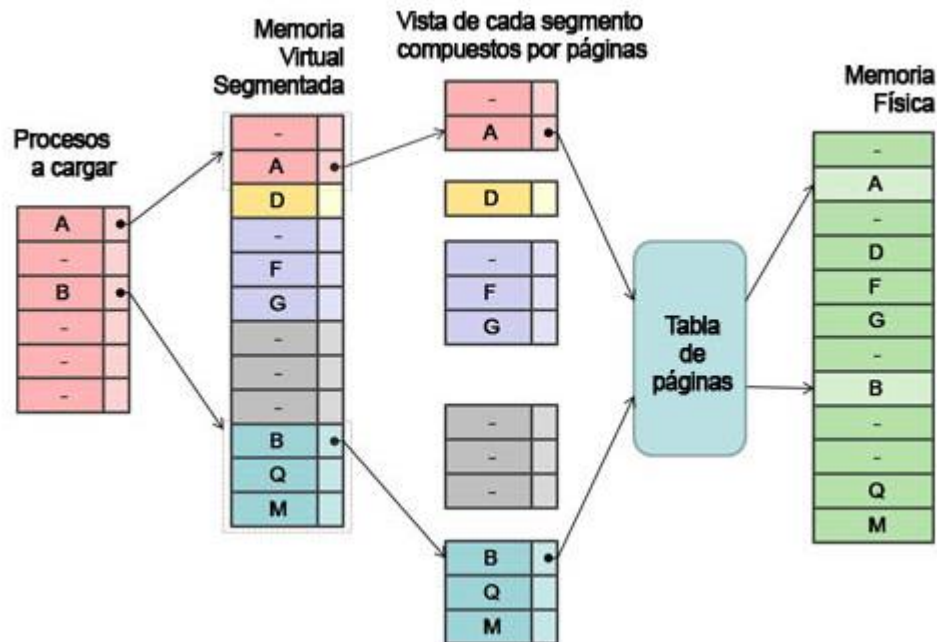 Procesos
a cargar
A
-
B
-
-
-
Memoria
Virtual
Segmentada
-
A
D
-
F
G
-
-
-
B
Q
M
Vista de cada segmento
compuestos por páginas
-
A
D
-
F
G
-
-
-
B
Q
M
Tabla
de
páginas
Memoria
Física
-
A
-
D
F
G
-
B
-
-
Q
M